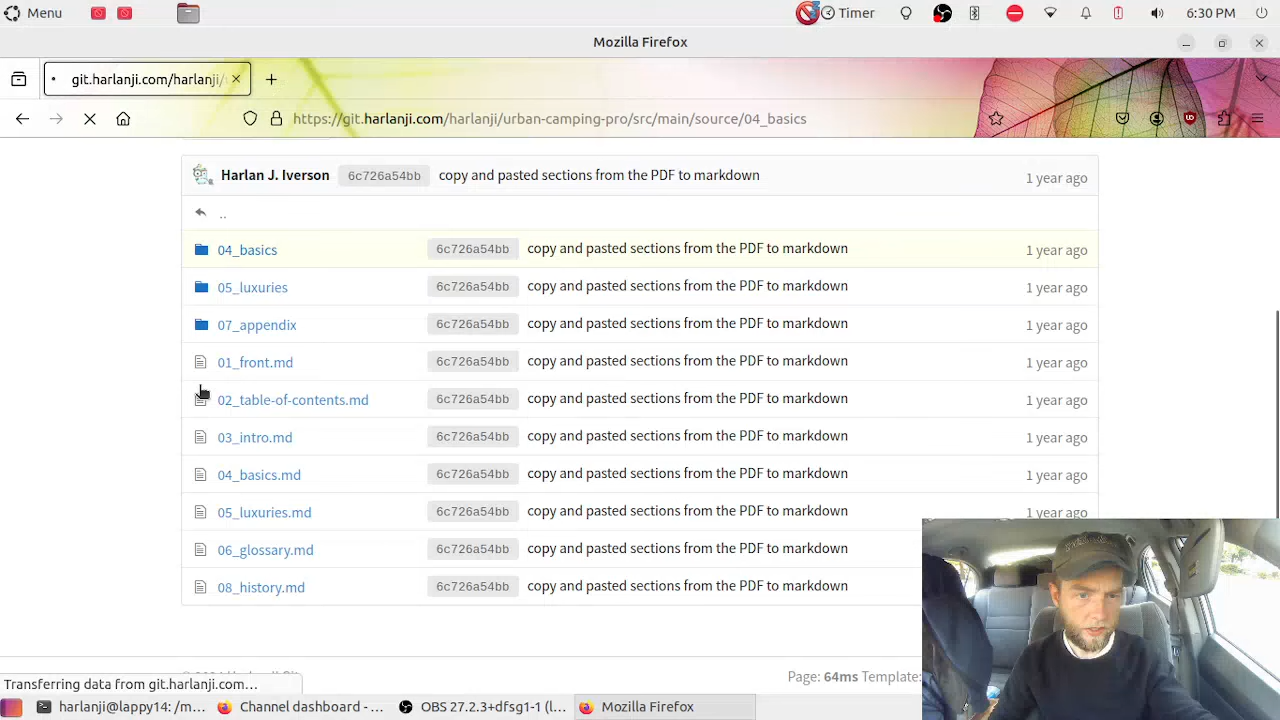 Menu
Timer
6:30 PM
Mozilla Firefox
git.harlanji.com/harlanji/
https://git.harlanji.com/harlanji/urban-camping-pro/src/main/source/04_basics
Harlan J. Iverson 6c726a54bb copy and pasted sections from the PDF to markdown 1 year ago
..
04_basics 6c726a54bb copy and pasted sections from the PDF to markdown 1 year ago
05_luxuries 6c726a54bb copy and pasted sections from the PDF to markdown 1 year ago
07_appendix 6c726a54bb copy and pasted sections from the PDF to markdown 1 year ago
01_front.md 6c726a54bb copy and pasted sections from the PDF to markdown 1 year ago
02_table-of-contents.md 6c726a54bb copy and pasted sections from the PDF to markdown 1 year ago
03_intro.md 6c726a54bb copy and pasted sections from the PDF to markdown 1 year ago
04_basics.md 6c726a54bb copy and pasted sections from the PDF to markdown 1 year ago
05_luxuries.md 6c726a54bb copy and pasted sections from the PDF to markdown 1 year ago
06_glossary.md 6c726a54bb copy and pasted sections from the PDF to markdown
08_history.md 6c726a54bb copy and pasted sections from the PDF to markdown
Page: 64ms Template:
Transferring data from git.harlanji.com…
harlanji@lappy14: /m... Channel dashboard - ... OBS 27.2.3+dfsg1-1 (l... Mozilla Firefox